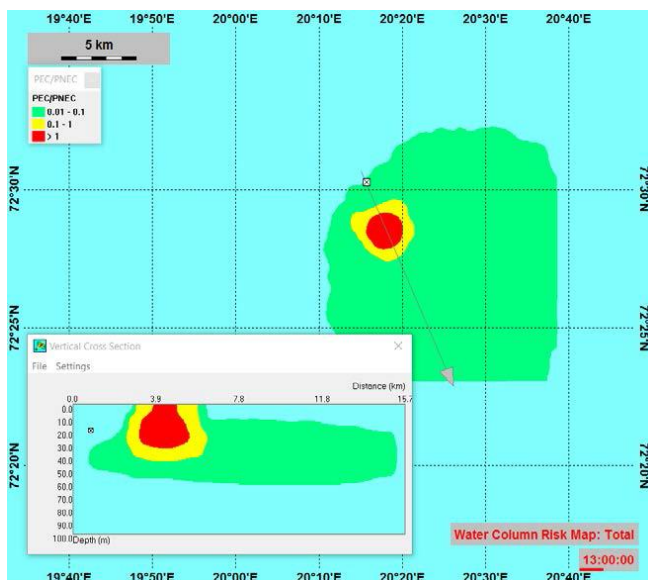 19°40'E 19°50'E 20°00'E 20°10'E 20°20'E 20°30'E 20°40'E
5 km
PEC/PNEC
PEC/PNEC
0.01 - 0.1
0.1 - 1
> 1
72°30'N 72°30'N
72°25'N 72°25'N
72°20'N 72°20'N
Vertical Cross Section
File Settings
Distance (km)
0.0 3.9 7.8 11.8 15.7
0.0
10.0
20.0
30.0
40.0
50.0
60.0
70.0
80.0
90.0
100.0 Depth (m)
Water Column Risk Map: Total
13:00:00
19°40'E 19°50'E 20°00'E 20°10'E 20°20'E 20°30'E 20°40'E